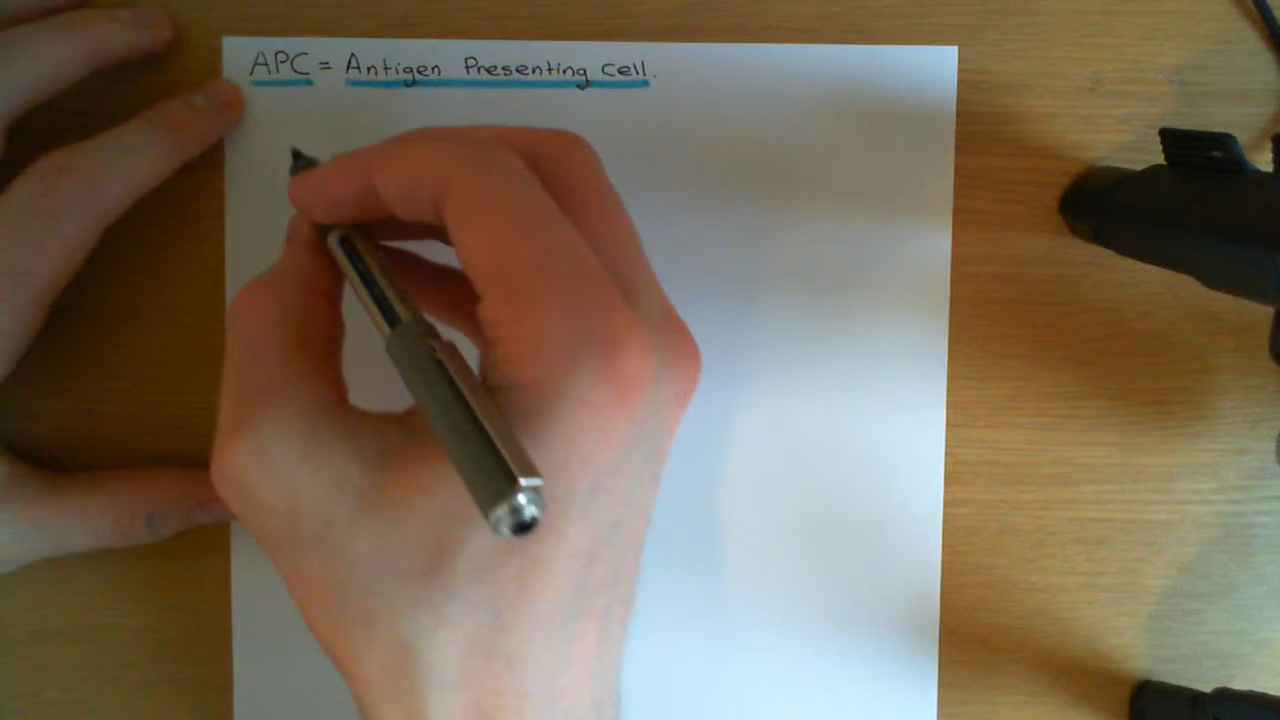 APC = Antigen Presenting cell.